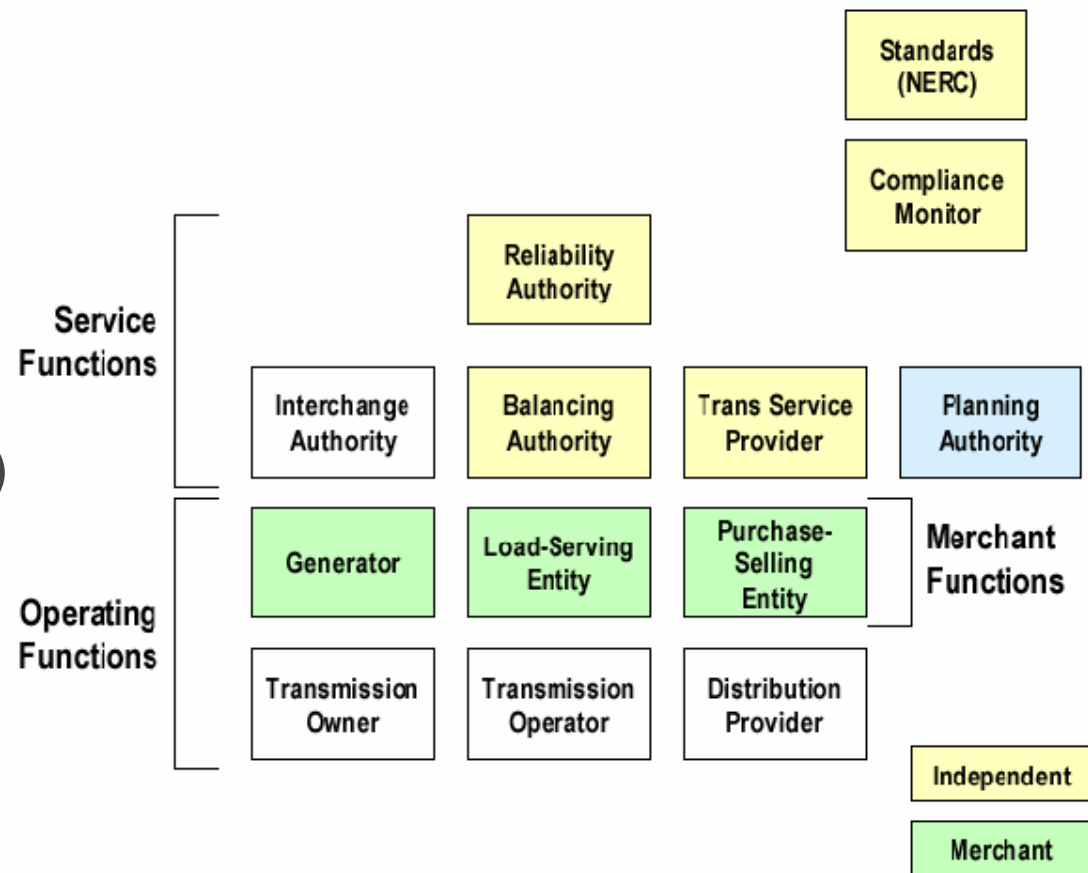 Standards
(NERC)
Compliance
Monitor
Reliability
Authority
Service
Functions
Interchange
Authority
Balancing
Authority
Trans Service
Provider
Planning
Authority
Generator
Load-Serving
Entity
Purchase-
Selling
Entity
Merchant
Functions
Operating
Functions
Transmission
Owner
Transmission
Operator
Distribution
Provider
Independent
Merchant